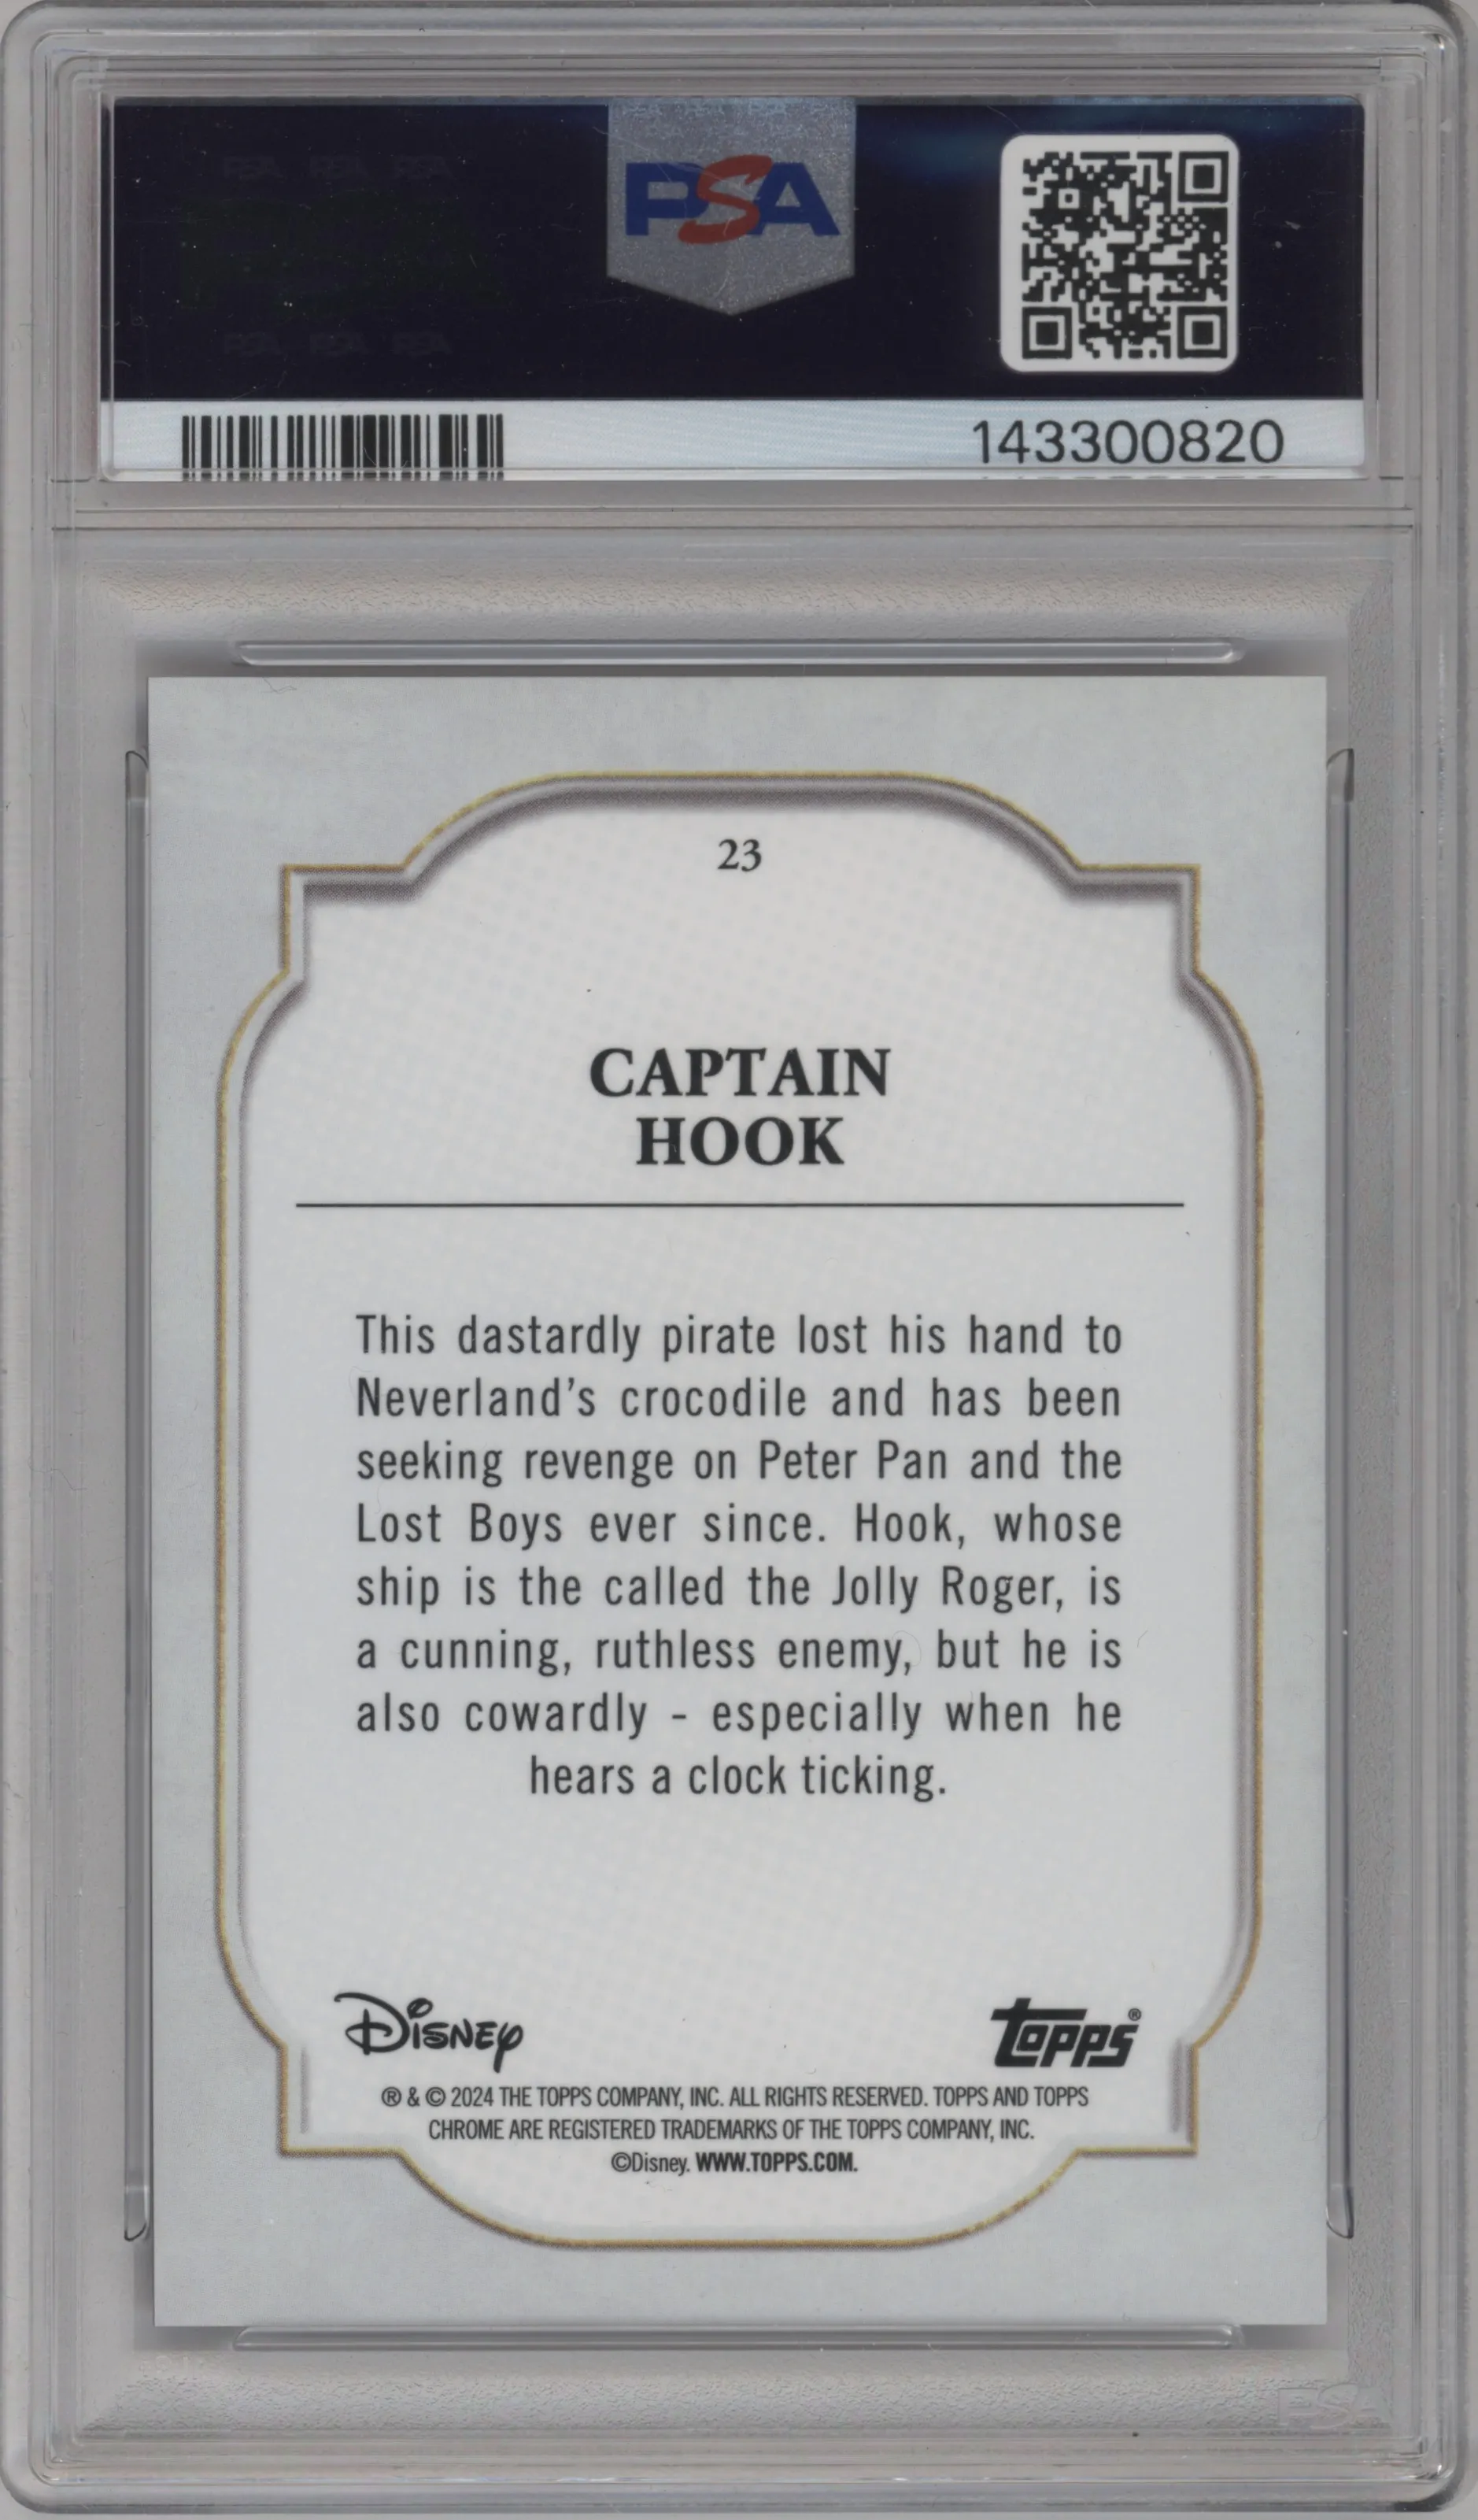 PSA
143300820
23
CAPTAIN
HOOK
This dastardly pirate lost his hand to
Neverland's crocodile and has been
seeking revenge on Peter Pan and the
Lost Boys ever since. Hook, whose
ship is the called the Jolly Roger, is
a cunning, ruthless enemy, but he is
also cowardly - especially when he
hears a clock ticking.
Disney topps®
® & © 2024 THE TOPPS COMPANY, INC. ALL RIGHTS RESERVED. TOPPS AND TOPPS
CHROME ARE REGISTERED TRADEMARKS OF THE TOPPS COMPANY, INC.
©Disney. WWW.TOPPS.COM.